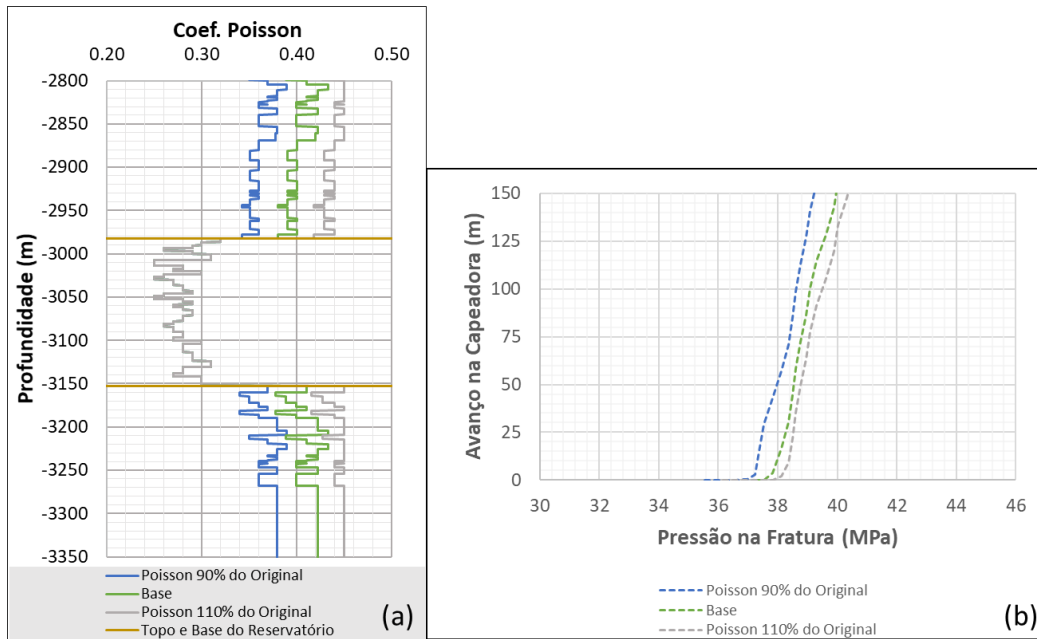 Coef. Poisson
0.20 0.30 0.40 0.50
Profundidade (m)
-2800
-2850
-2900
-2950
-3000
-3050
-3100
-3150
-3200
-3250
-3300
-3350
Poisson 90% do Original
Base
Poisson 110% do Original
Topo e Base do Reservatório
(a)
Avanço na Capeadora (m)
150
125
100
75
50
25
0
30 32 34 36 38 40 42 44 46
Pressão na Fratura (MPa)
Poisson 90% do Original
Base
Poisson 110% do Original
(b)